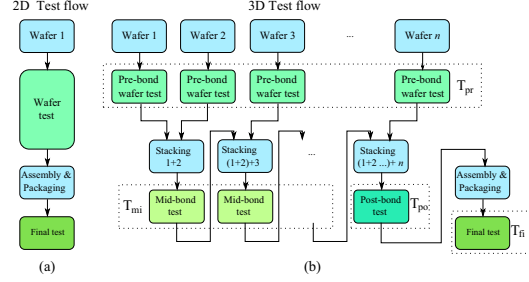 2D Test flow
3D Test flow
Wafer 1
Wafer
test
Assembly &
Packaging
Final test
(a)
Wafer 1
Wafer 2
Wafer 3
...
Wafer n
Pre-bond
wafer test
Pre-bond
wafer test
Pre-bond
wafer test
Pre-bond
wafer test
Tpr
Stacking
1+2
Stacking
(1+2)+3
...
Stacking
(1+2 ...)+ n
Assembly &
Packaging
Tmi
Mid-bond
test
Mid-bond
test
Post-bond
test
Tpo
Final test
Tfi
(b)